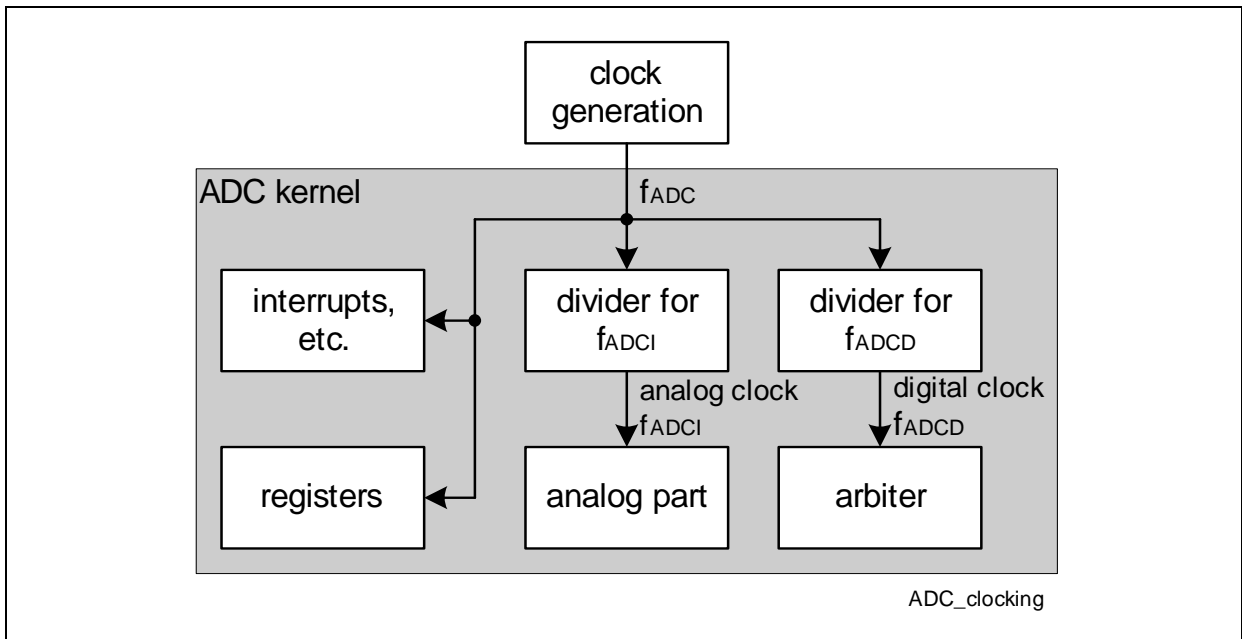 clock
generation
ADC kernel
fADC
interrupts,
etc.
divider for
fADCI
divider for
fADCD
analog clock
fADCI
digital clock
fADCD
registers
analog part
arbiter
ADC_clocking